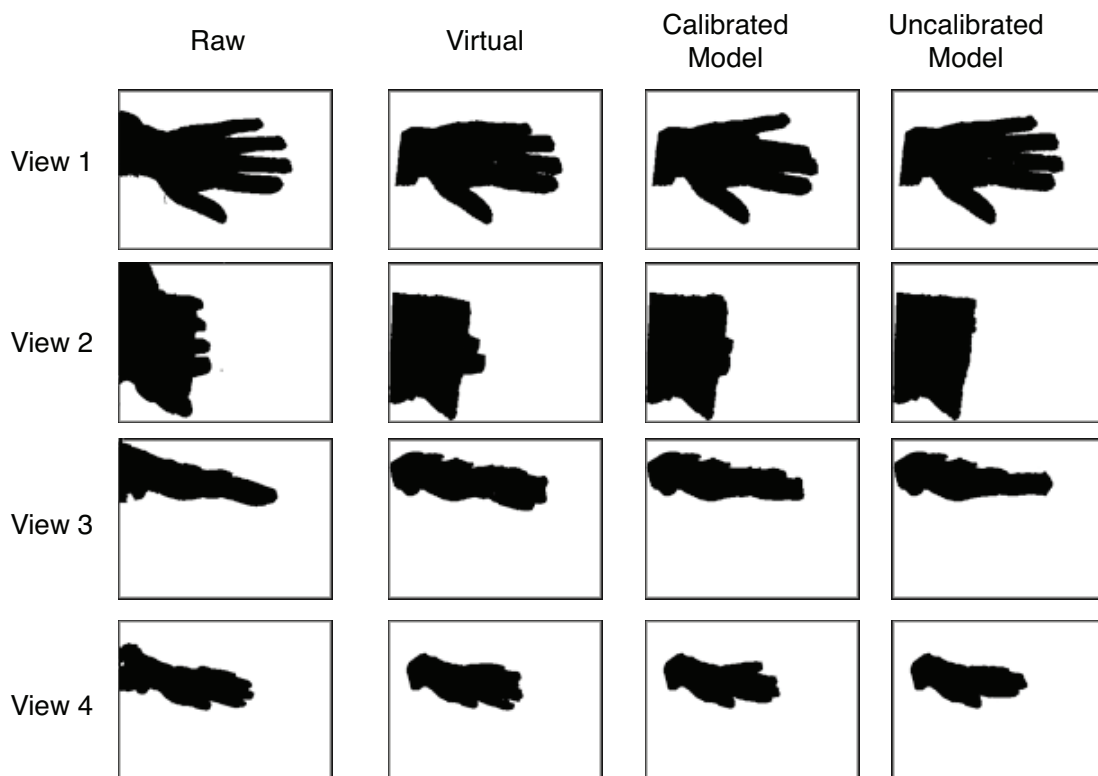 Raw
Virtual
Calibrated
Model
Uncalibrated
Model
View 1
View 2
View 3
View 4